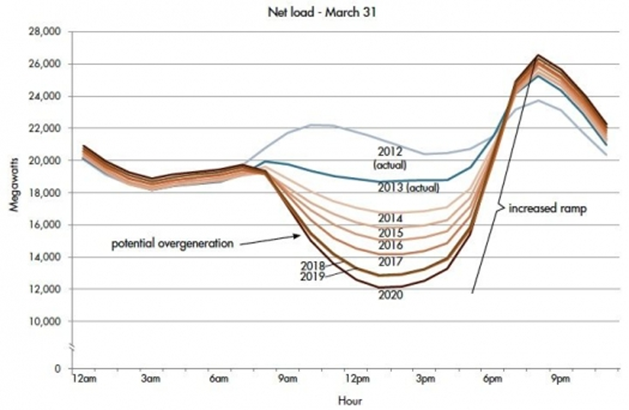 Net load - March 31
28,000
26,000
24,000
22,000
20,000
18,000
16,000
14,000
12,000
10,000
0
Megawatts
2012
(actual)
2013 (actual)
2014
2015
2016
2017
2018
2019
2020
potential overgeneration
increased ramp
12am
3am
6am
9am
12pm
3pm
6pm
9pm
Hour